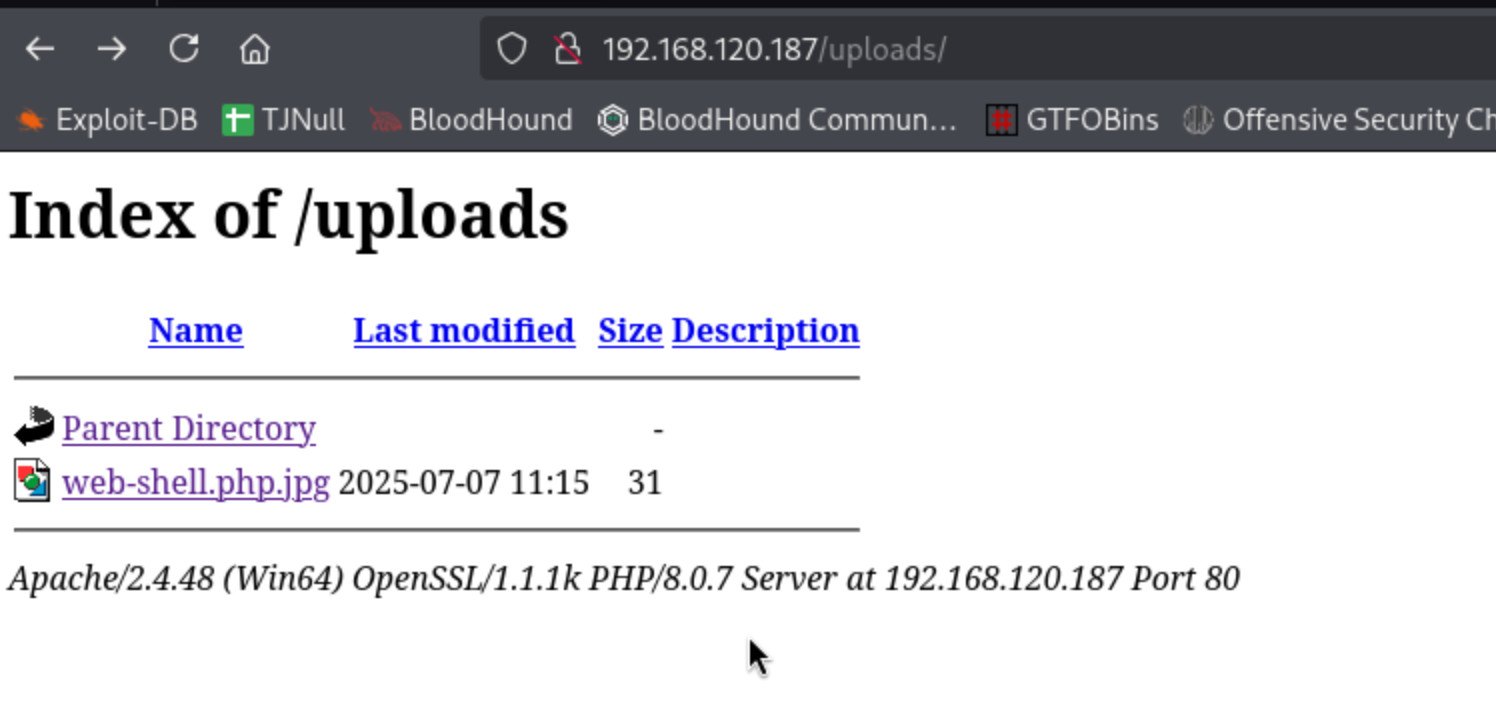 192.168.120.187/uploads/
Exploit-DB TJNull BloodHound BloodHound Commun… GTFOBins Offensive Security Ch
Index of /uploads
Name Last modified Size Description
Parent Directory -
web-shell.php.jpg 2025-07-07 11:15 31
Apache/2.4.48 (Win64) OpenSSL/1.1.1k PHP/8.0.7 Server at 192.168.120.187 Port 80